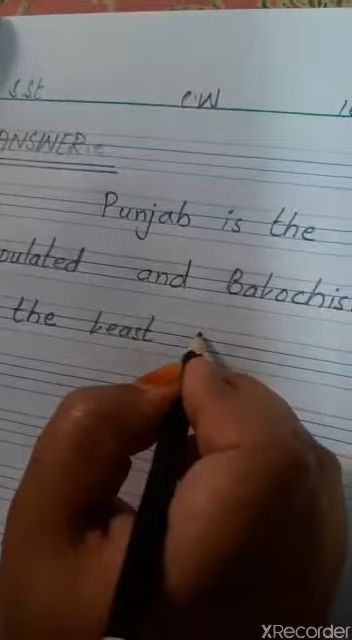 sst
CW
ANSWER:
Punjab is the
pulated and Balochis
the least
XRecorder